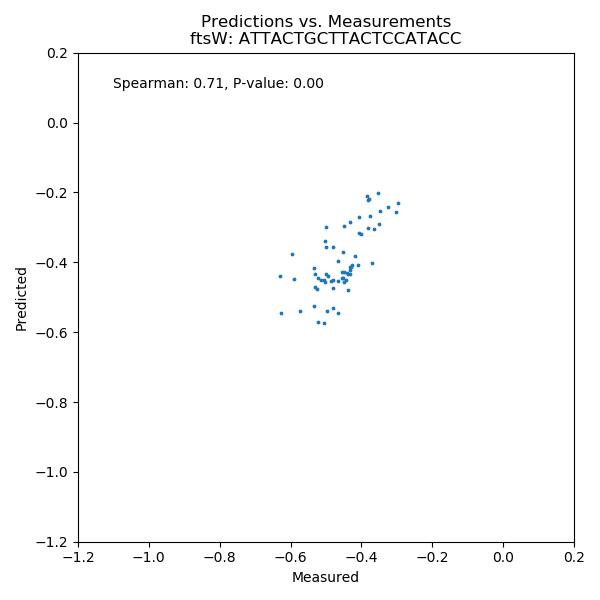 Predictions vs. Measurements
ftsW: ATTACTGCTTACTCCATACC
Spearman: 0.71, P-value: 0.00
0.2
0.0
−0.2
−0.4
−0.6
−0.8
−1.0
−1.2
Predicted
−1.2 −1.0 −0.8 −0.6 −0.4 −0.2 0.0 0.2
Measured